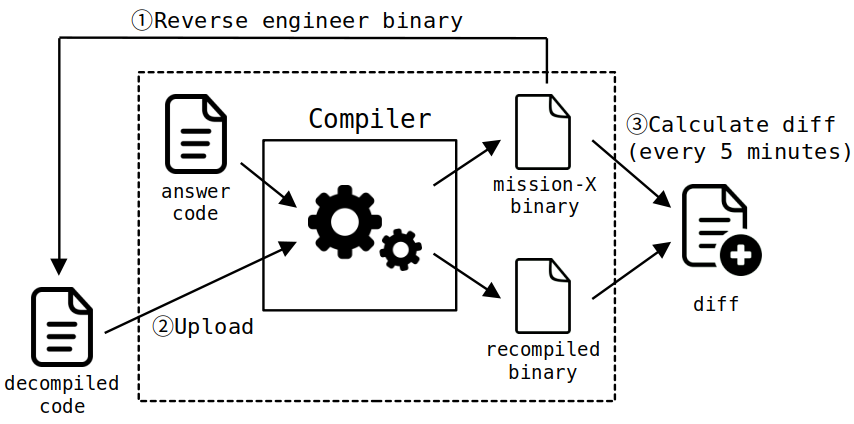 ①Reverse engineer binary
Compiler
③Calculate diff
(every 5 minutes)
answer
code
mission-X
binary
②Upload
diff
recompiled
binary
decompiled
code